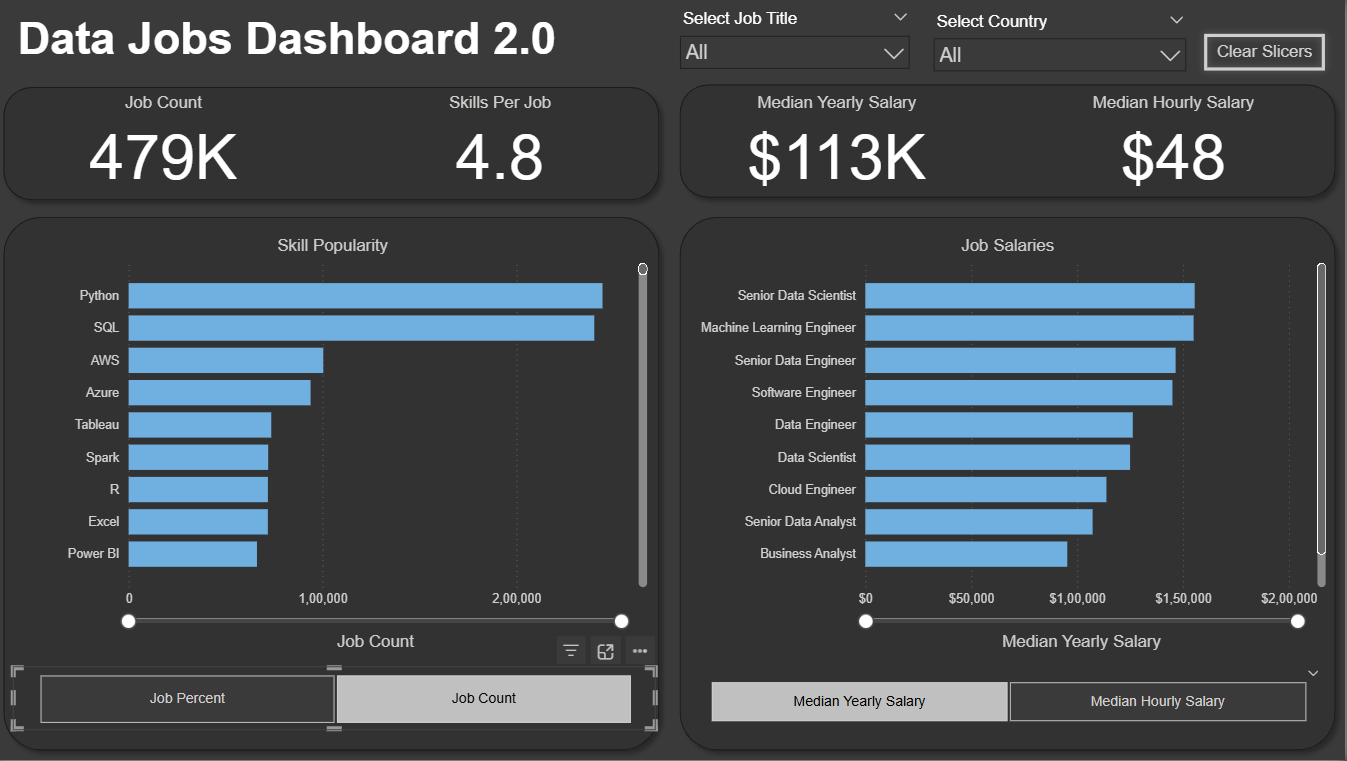 Data Jobs Dashboard 2.0
Select Job Title
All
Select Country
All
Clear Slicers
Job Count
479K
Skills Per Job
4.8
Median Yearly Salary
$113K
Median Hourly Salary
$48
Skill Popularity
Python
SQL
AWS
Azure
Tableau
Spark
R
Excel
Power BI
0 1,00,000 2,00,000
Job Count
Job Percent
Job Count
Job Salaries
Senior Data Scientist
Machine Learning Engineer
Senior Data Engineer
Software Engineer
Data Engineer
Data Scientist
Cloud Engineer
Senior Data Analyst
Business Analyst
$0 $50,000 $1,00,000 $1,50,000 $2,00,000
Median Yearly Salary
Median Yearly Salary
Median Hourly Salary